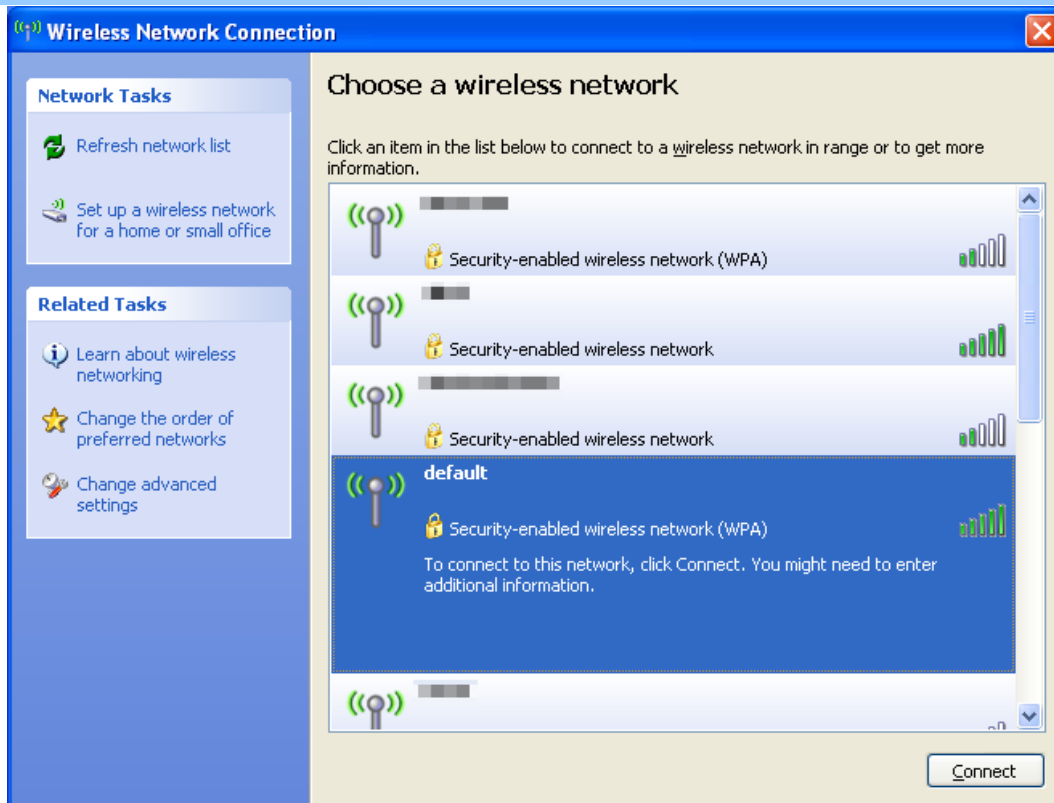 Wireless Network Connection
Network Tasks
Refresh network list
Set up a wireless network
for a home or small office
Related Tasks
Learn about wireless
networking
Change the order of
preferred networks
Change advanced
settings
Choose a wireless network
Click an item in the list below to connect to a wireless network in range or to get more
information.
Security-enabled wireless network (WPA)
Security-enabled wireless network
Security-enabled wireless network
default
Security-enabled wireless network (WPA)
To connect to this network, click Connect. You might need to enter
additional information.
Connect